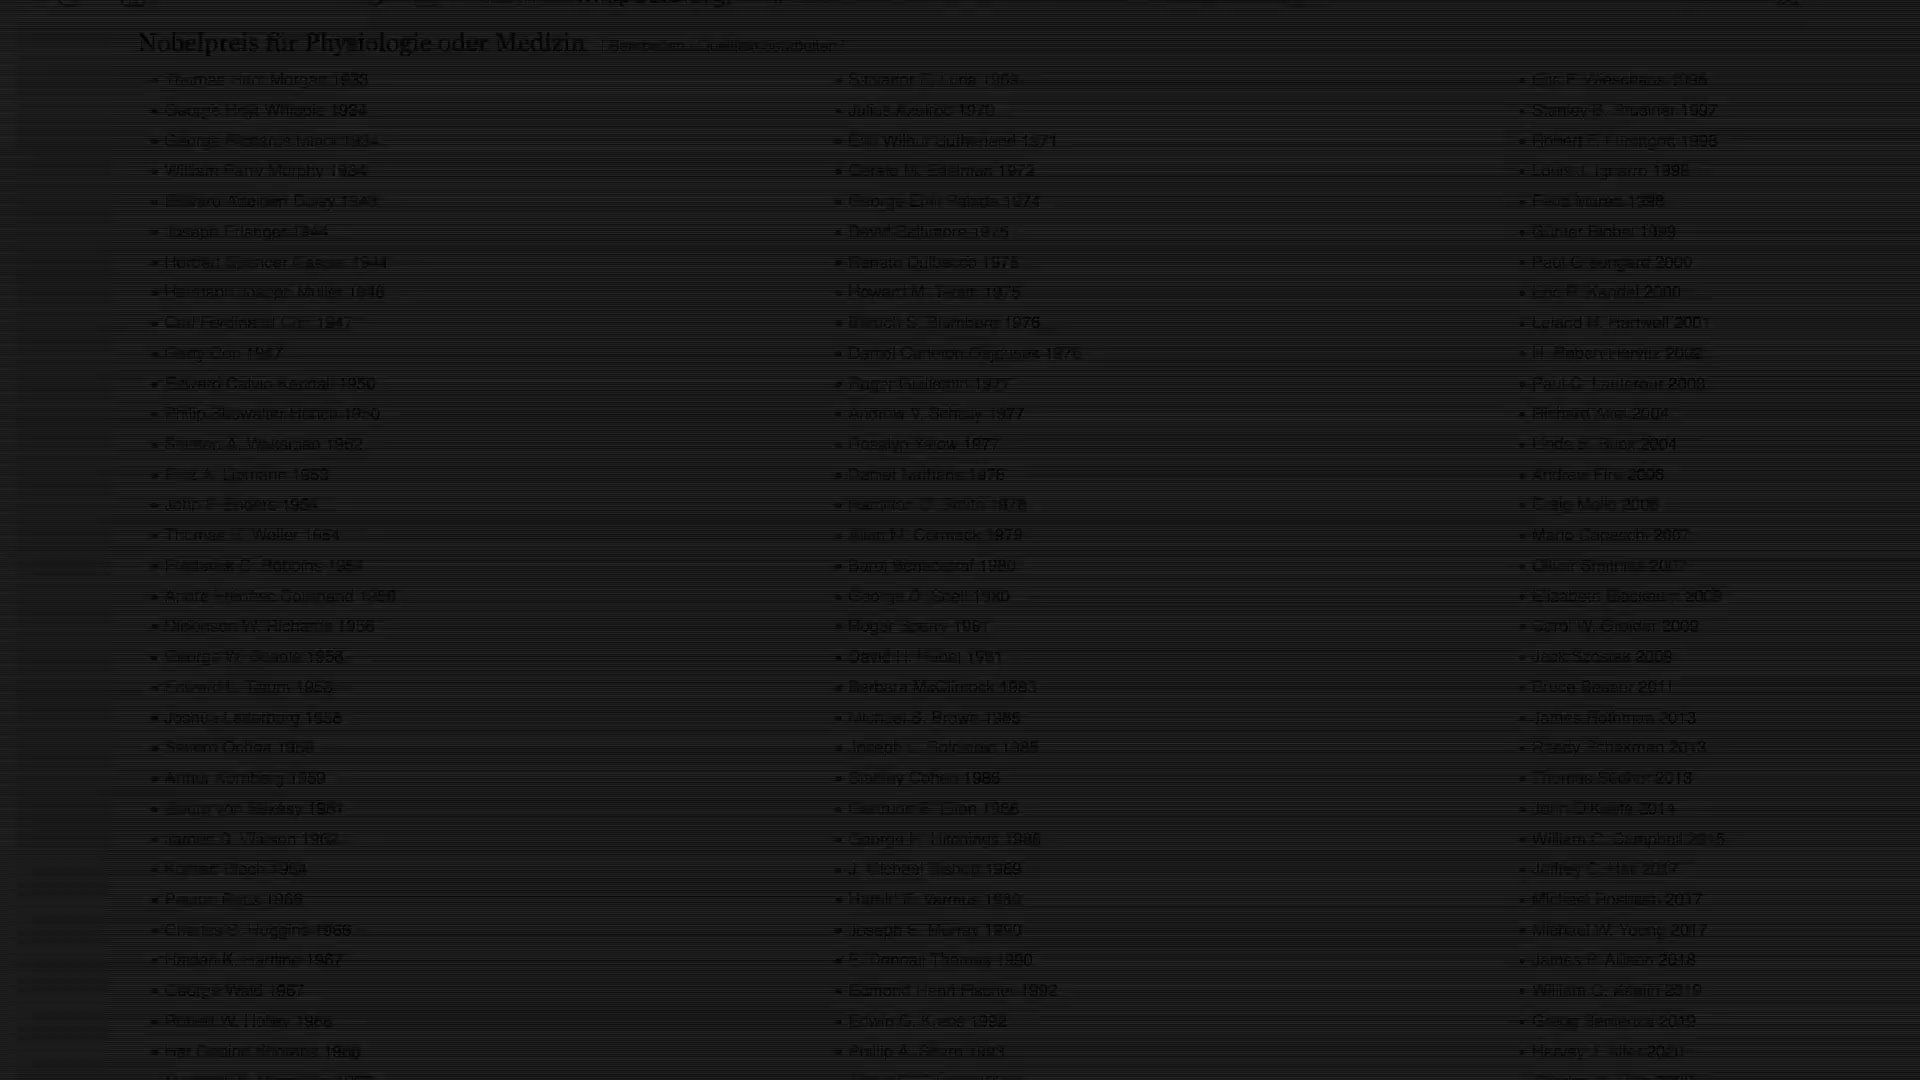 Nobelpreis für Physiologie oder Medizin [ Bearbeiten | Quelltext bearbeiten ]
Thomas Hunt Morgan 1933
George Hoyt Whipple 1934
George Richards Minot 1934
William Parry Murphy 1934
Edward Adelbert Doisy 1943
Joseph Erlanger 1944
Herbert Spencer Gasser 1944
Hermann Joseph Muller 1946
Carl Ferdinand Cori 1947
Gerty Cori 1947
Edward Calvin Kendall 1950
Philip Showalter Hench 1950
Selman A. Waksman 1952
Fritz A. Lipmann 1953
John F. Enders 1954
Thomas H. Weller 1954
Frederick C. Robbins 1954
André Frédéric Cournand 1956
Dickinson W. Richards 1956
George W. Beadle 1958
Edward L. Tatum 1958
Joshua Lederberg 1958
Severo Ochoa 1959
Arthur Kornberg 1959
Georg von Békésy 1961
James D. Watson 1962
Konrad Bloch 1964
Peyton Rous 1966
Charles B. Huggins 1966
Haldan K. Hartline 1967
George Wald 1967
Robert W. Holley 1968
Har Gobind Khorana 1968
Salvador E. Luria 1969
Julius Axelrod 1970
Earl Wilbur Sutherland 1971
Gerald M. Edelman 1972
George Emil Palade 1974
David Baltimore 1975
Renato Dulbecco 1975
Howard M. Temin 1975
Baruch S. Blumberg 1976
Daniel Carleton Gajdusek 1976
Roger Guillemin 1977
Andrew V. Schally 1977
Rosalyn Yalow 1977
Daniel Nathans 1978
Hamilton O. Smith 1978
Allan M. Cormack 1979
Baruj Benacerraf 1980
George D. Snell 1980
Roger Sperry 1981
David H. Hubel 1981
Barbara McClintock 1983
Michael S. Brown 1985
Joseph L. Goldstein 1985
Stanley Cohen 1986
Gertrude B. Elion 1988
George H. Hitchings 1988
J. Michael Bishop 1989
Harold E. Varmus 1989
Joseph E. Murray 1990
E. Donnall Thomas 1990
Edmond Henri Fischer 1992
Edwin G. Krebs 1992
Phillip A. Sharp 1993
Eric F. Wieschaus 1995
Stanley B. Prusiner 1997
Robert F. Furchgott 1998
Louis J. Ignarro 1998
Ferid Murad 1998
Günter Blobel 1999
Paul Greengard 2000
Eric R. Kandel 2000
Leland H. Hartwell 2001
H. Robert Horvitz 2002
Paul C. Lauterbur 2003
Richard Axel 2004
Linda B. Buck 2004
Andrew Fire 2006
Craig Mello 2006
Mario Capecchi 2007
Oliver Smithies 2007
Elizabeth Blackburn 2009
Carol W. Greider 2009
Jack Szostak 2009
Bruce Beutler 2011
James Rothman 2013
Randy Schekman 2013
Thomas Südhof 2013
John O'Keefe 2014
William C. Campbell 2015
Jeffrey C. Hall 2017
Michael Rosbash 2017
Michael W. Young 2017
James P. Allison 2018
William G. Kaelin 2019
Gregg Semenza 2019
Harvey J. Alter 2020